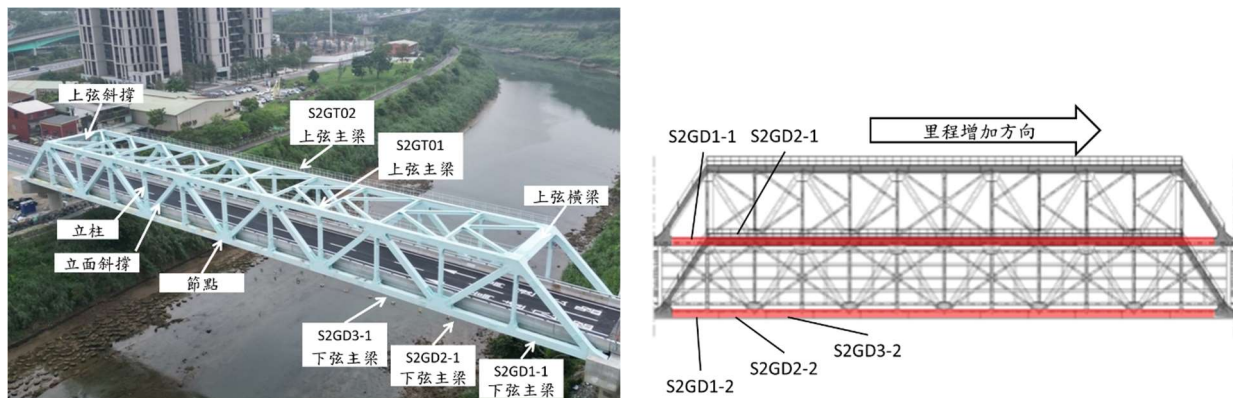 上弦斜撐
S2GT02
上弦主梁
S2GT01
上弦主梁
上弦橫梁
立柱
立面斜撐
節點
S2GD3-1
下弦主梁
S2GD2-1
下弦主梁
S2GD1-1
下弦主梁
S2GD1-1
S2GD2-1
里程增加方向
S2GD1-2
S2GD2-2
S2GD3-2